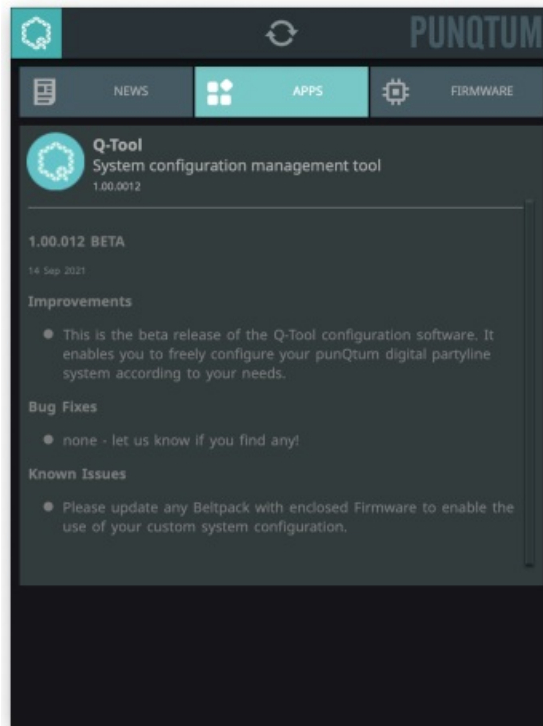 PUNQTUM
NEWS
APPS
FIRMWARE
Q-Tool
System configuration management tool
1.00.0012
1.00.012 BETA
14 Sep 2021
Improvements
● This is the beta release of the Q-Tool configuration software. It
enables you to freely configure your punQtum digital partyline
system according to your needs.
Bug Fixes
● none - let us know if you find any!
Known Issues
● Please update any Beltpack with enclosed Firmware to enable the
use of your custom system configuration.